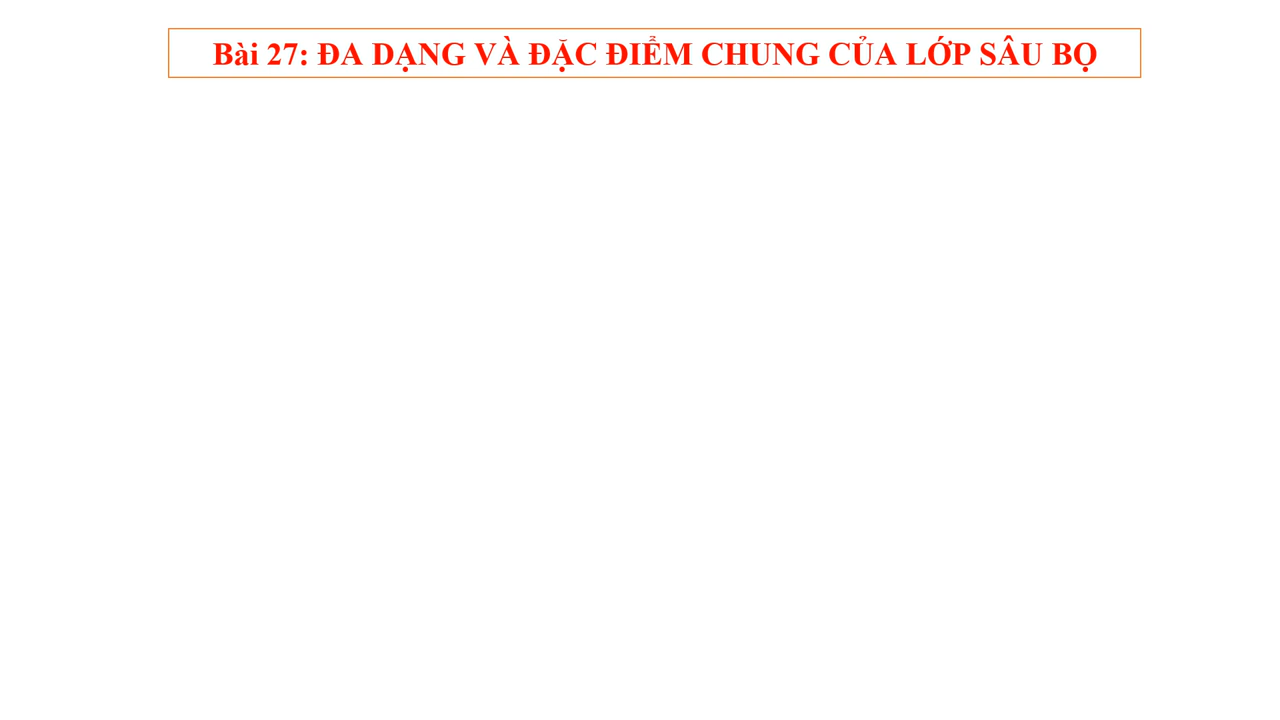 Bài 27: ĐA DẠNG VÀ ĐẶC ĐIỂM CHUNG CỦA LỚP SÂU BỌ